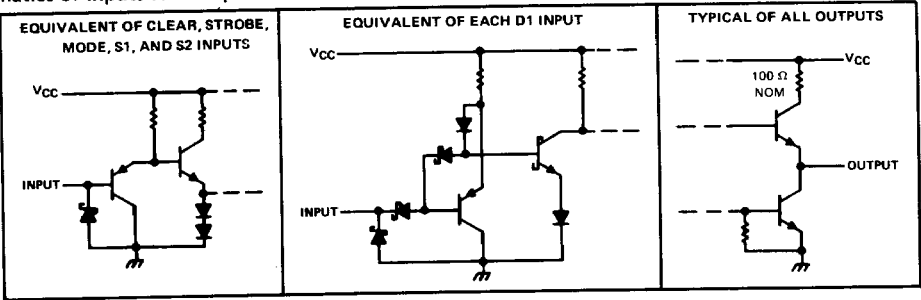 EQUIVALENT OF CLEAR, STROBE,
MODE, S1, AND S2 INPUTS
VCC
INPUT
EQUIVALENT OF EACH D1 INPUT
VCC
INPUT
TYPICAL OF ALL OUTPUTS
VCC
100 Ω
NOM
OUTPUT